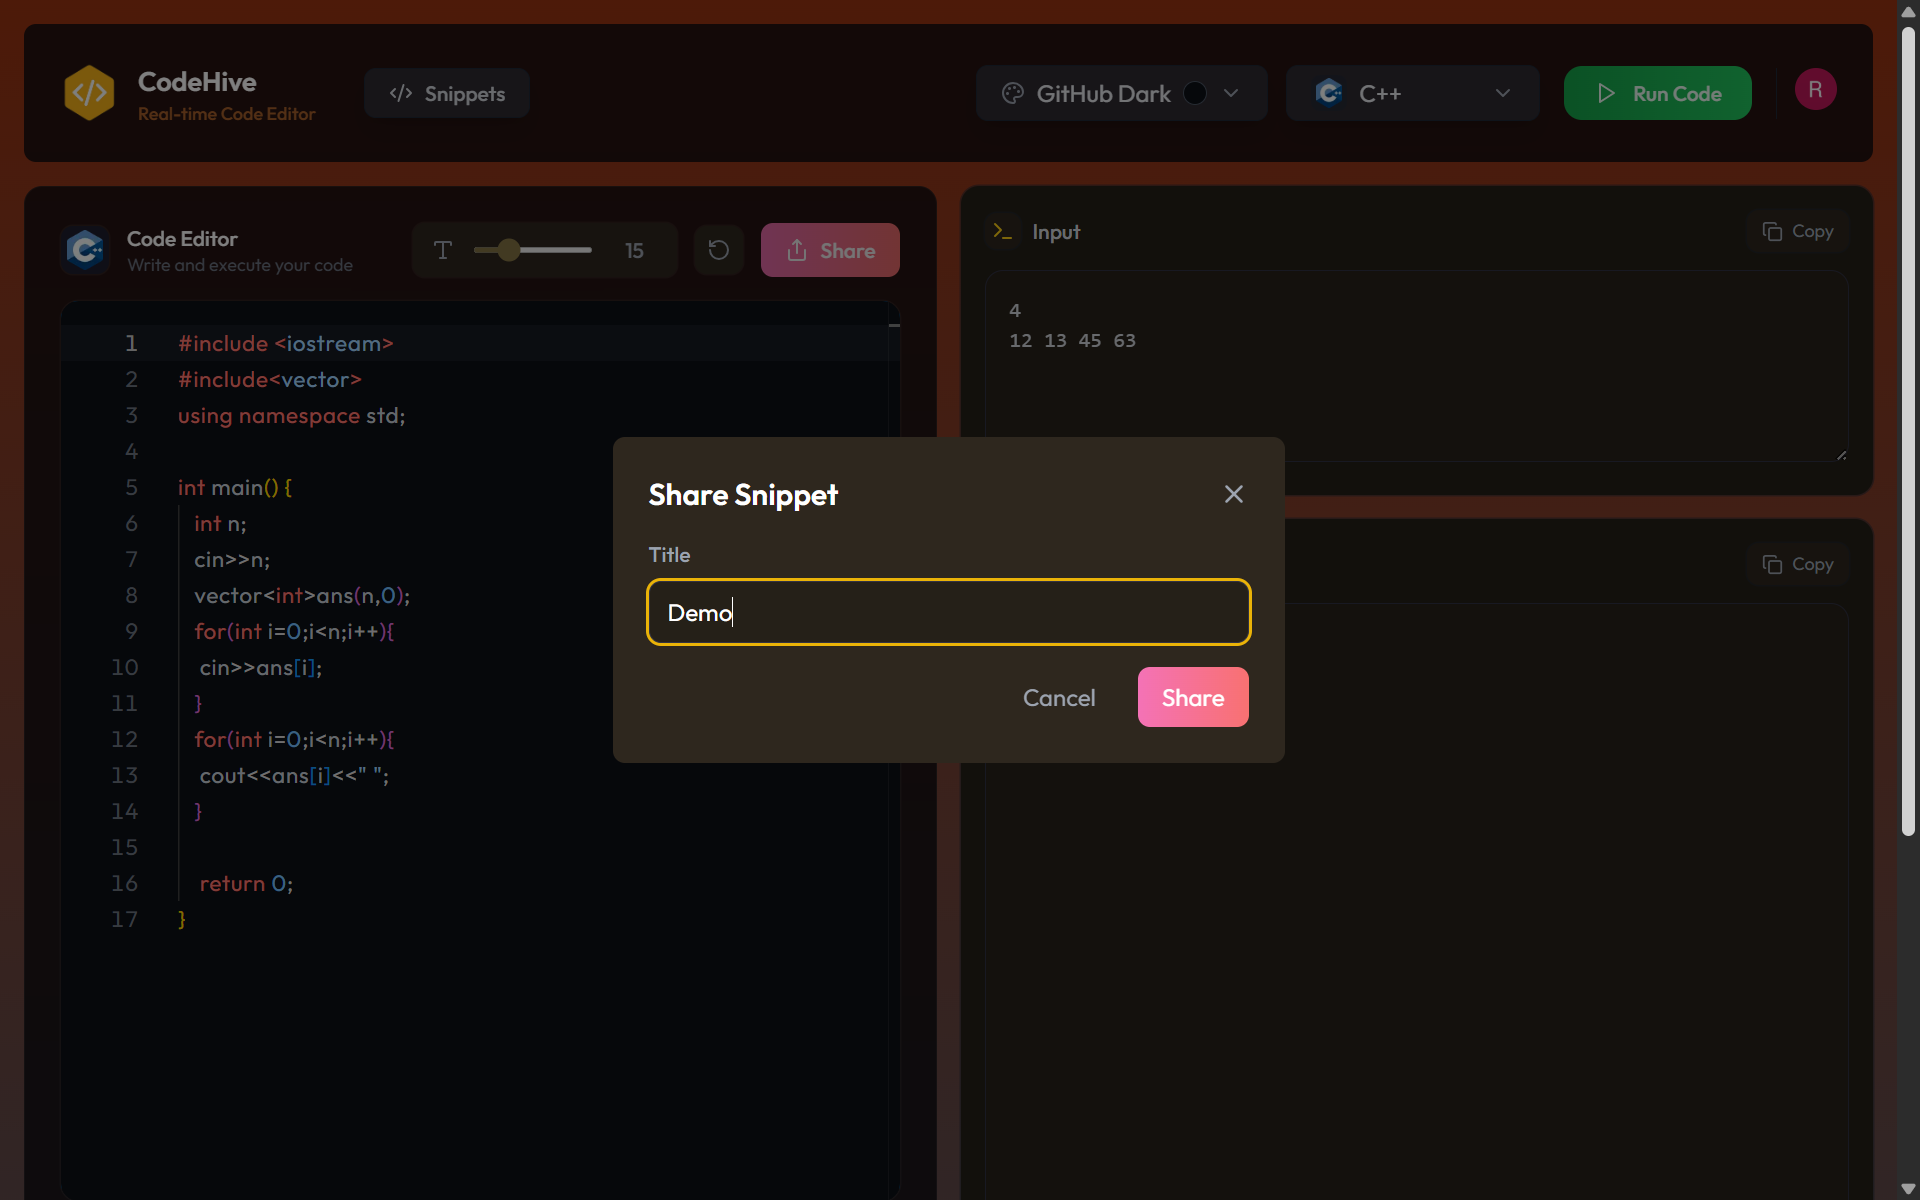 CodeHive
Real-time Code Editor
Snippets
GitHub Dark
C++
Run Code
R
Code Editor
Write and execute your code
15
Share
1 #include <iostream>
2 #include<vector>
3 using namespace std;
4
5 int main() {
6 int n;
7 cin>>n;
8 vector<int>ans(n,0);
9 for(int i=0;i<n;i++){
10 cin>>ans[i];
11 }
12 for(int i=0;i<n;i++){
13 cout<<ans[i]<<" ";
14 }
15
16 return 0;
17 }
Input
Copy
4
12 13 45 63
Copy
Share Snippet
Title
Demo
Cancel
Share